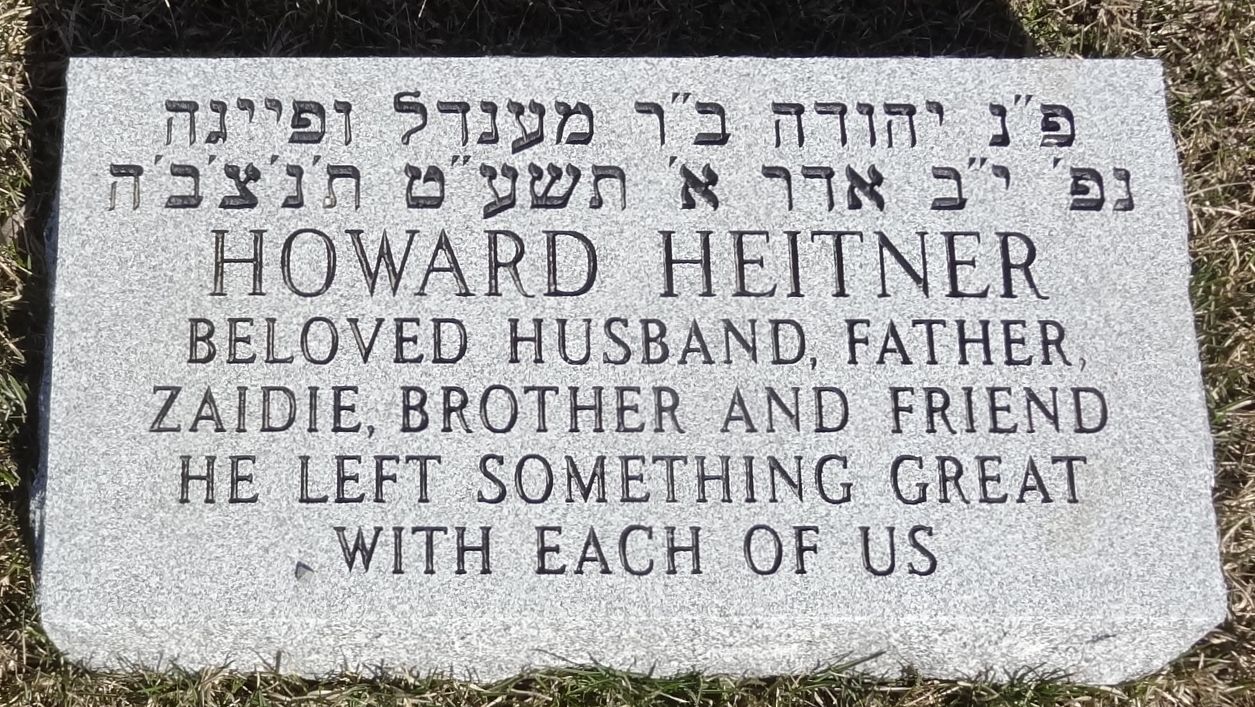 פ״נ יהודה ב״ר מענדל ופייגה
נפ׳ י״ב אדר א׳ תשע״ט ת׳נ׳צ׳ב׳ה
HOWARD HEITNER
BELOVED HUSBAND, FATHER,
ZAIDIE, BROTHER AND FRIEND
HE LEFT SOMETHING GREAT
WITH EACH OF US